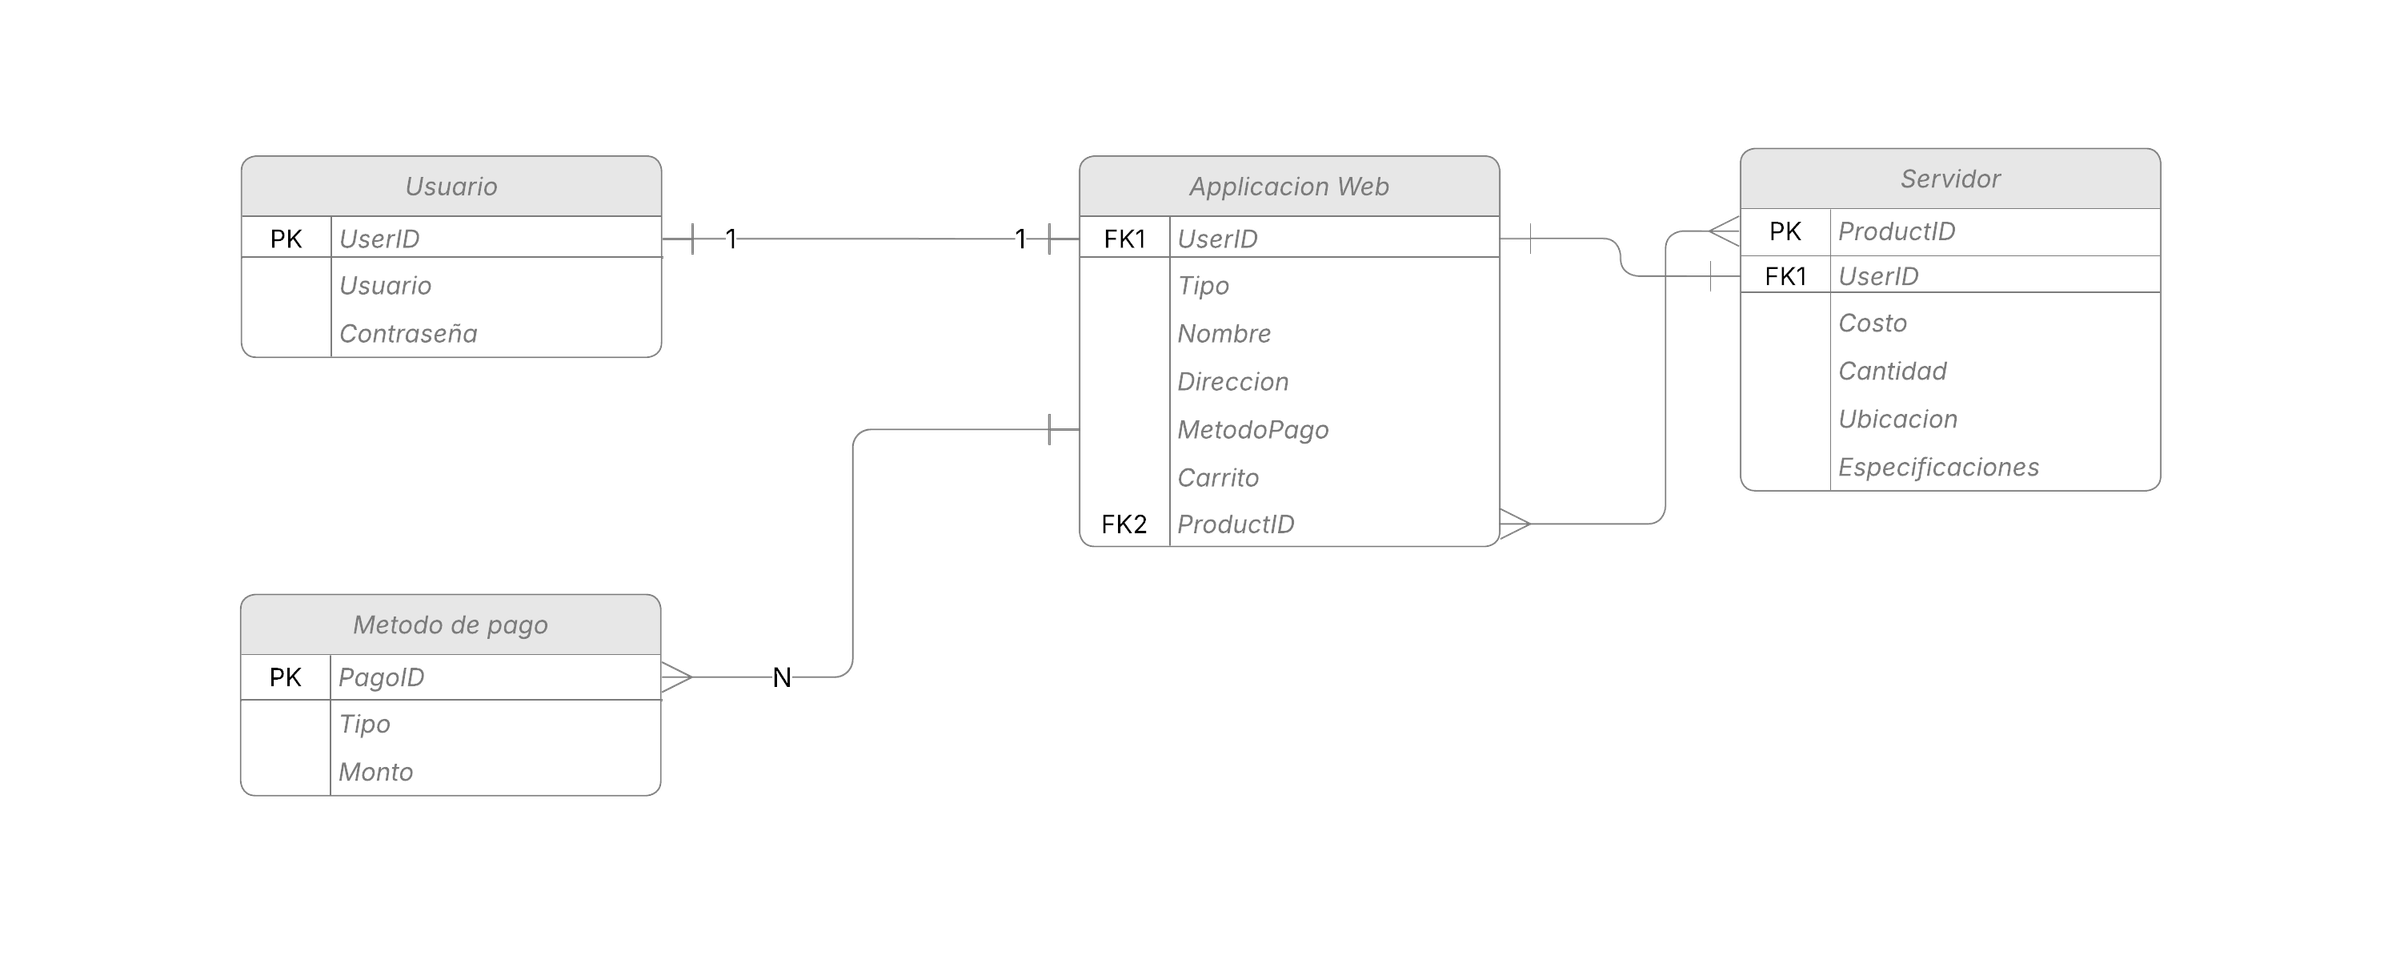 Usuario
PK UserID
Usuario
Contraseña
1
1
Applicacion Web
FK1 UserID
Tipo
Nombre
Direccion
MetodoPago
Carrito
FK2 ProductID
Servidor
PK ProductID
FK1 UserID
Costo
Cantidad
Ubicacion
Especificaciones
Metodo de pago
PK PagoID
Tipo
Monto
N